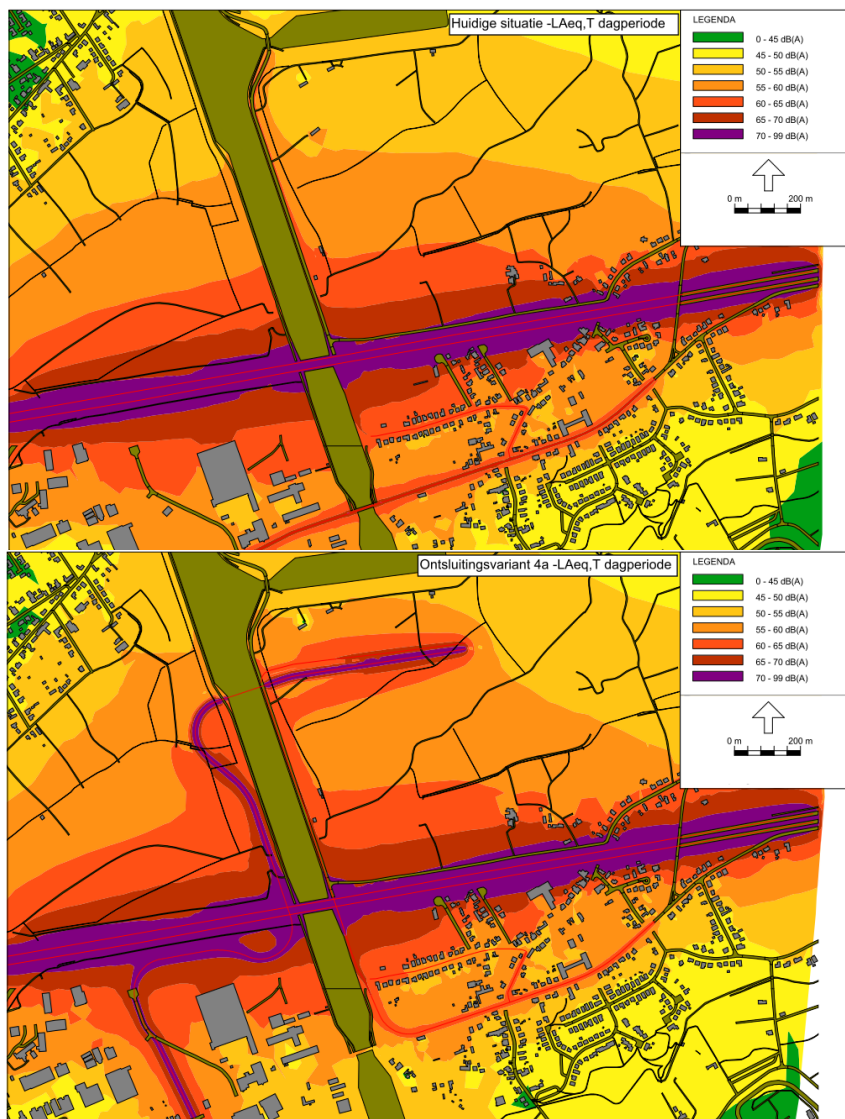 Huidige situatie -LAeq,T dagperiode
LEGENDA
0 - 45 dB(A)
45 - 50 dB(A)
50 - 55 dB(A)
55 - 60 dB(A)
60 - 65 dB(A)
65 - 70 dB(A)
70 - 99 dB(A)
0 m 200 m
Ontsluitingsvariant 4a -LAeq,T dagperiode
LEGENDA
0 - 45 dB(A)
45 - 50 dB(A)
50 - 55 dB(A)
55 - 60 dB(A)
60 - 65 dB(A)
65 - 70 dB(A)
70 - 99 dB(A)
0 m 200 m